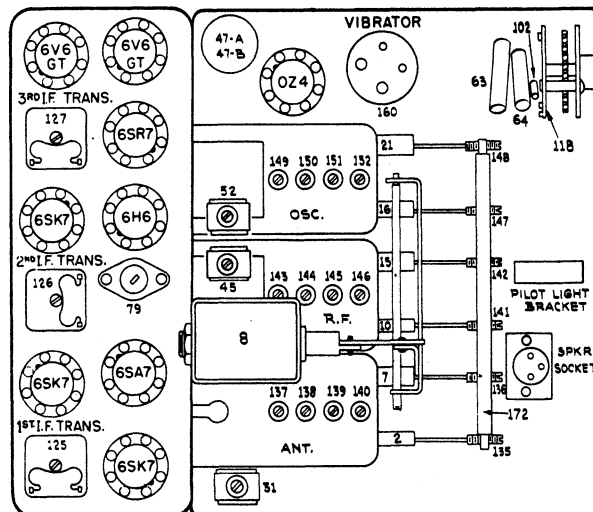 6V6
GT
6V6
GT
3RD I.F. TRANS.
127
6SR7
6SK7
6H6
2ND I.F. TRANS.
126
79
6SK7
6SA7
1ST I.F. TRANS.
125
6SK7
47-A
47-B
OZ4
VIBRATOR
160
102
63
64
118
21
148
149 150 151 152
52
OSC.
16
147
45
15
142
143 144 145 146
R.F.
10
141
8
7
136
137 138 139 140
ANT.
2
172
135
31
PILOT LIGHT
BRACKET
SPKR
SOCKET